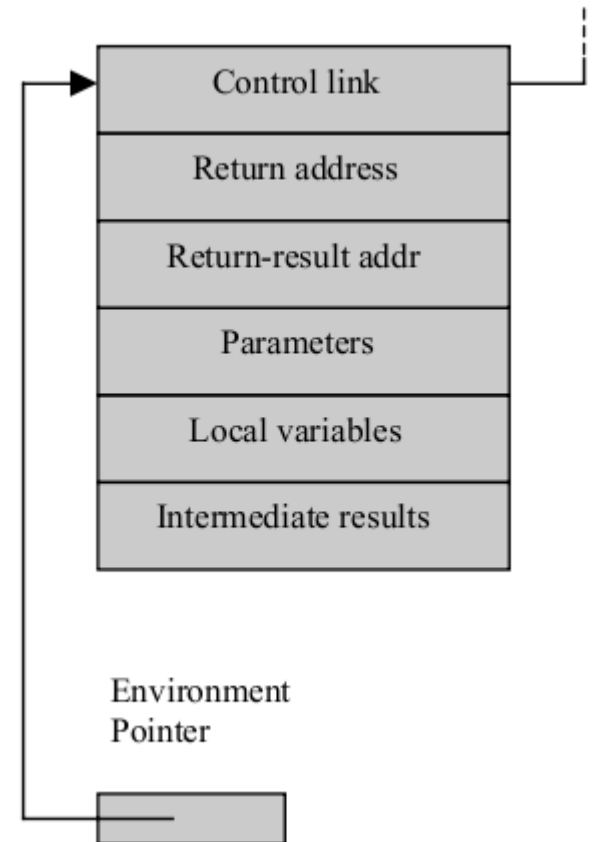 Control link
Return address
Return-result addr
Parameters
Local variables
Intermediate results
Environment
Pointer